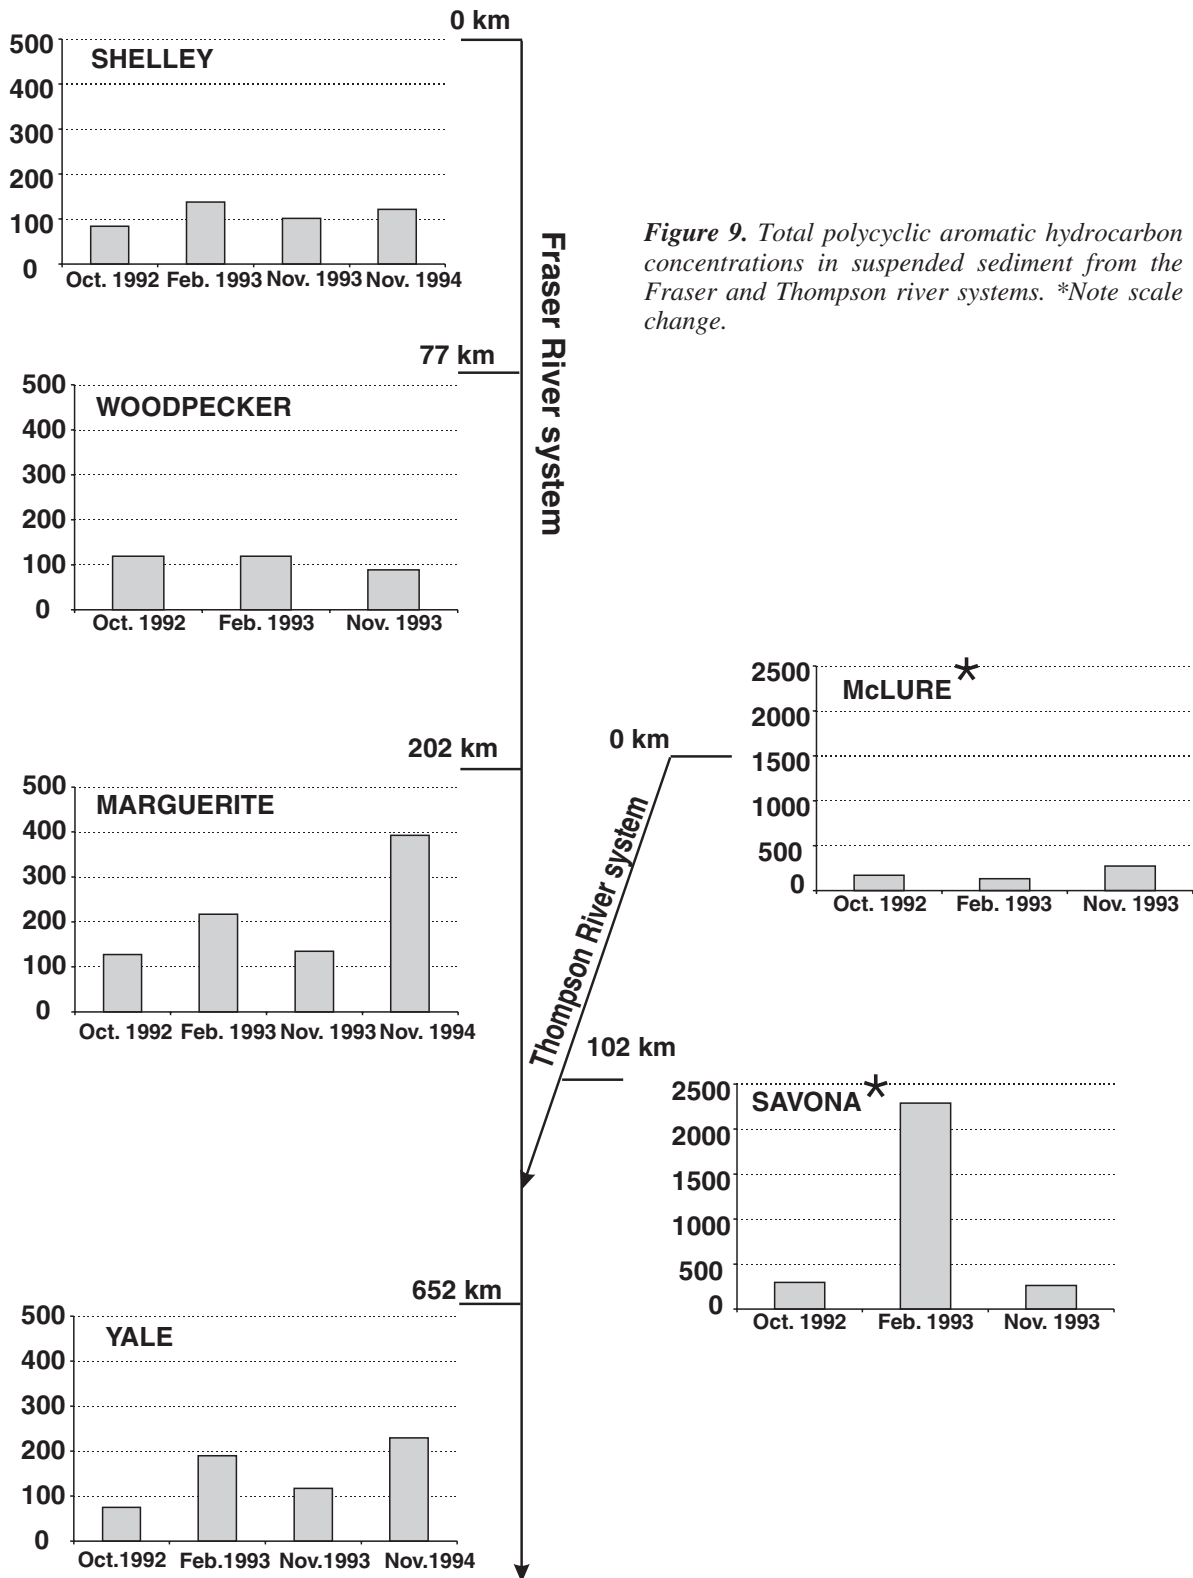 0 km
500
SHELLEY
400
300
200
100
0
Oct. 1992 Feb. 1993 Nov. 1993 Nov. 1994
Fraser River system
Figure 9. Total polycyclic aromatic hydrocarbon
concentrations in suspended sediment from the
Fraser and Thompson river systems. *Note scale
change.
77 km
500
WOODPECKER
400
300
200
100
0
Oct. 1992 Feb. 1993 Nov. 1993
202 km
500
MARGUERITE
400
300
200
100
0
Oct. 1992 Feb. 1993 Nov. 1993 Nov. 1994
2500
McLURE *
2000
1500
1000
500
0
Oct. 1992 Feb. 1993 Nov. 1993
0 km
Thompson River system
102 km
2500
SAVONA *
2000
1500
1000
500
0
Oct. 1992 Feb. 1993 Nov. 1993
652 km
500
YALE
400
300
200
100
0
Oct.1992 Feb.1993 Nov.1993 Nov.1994